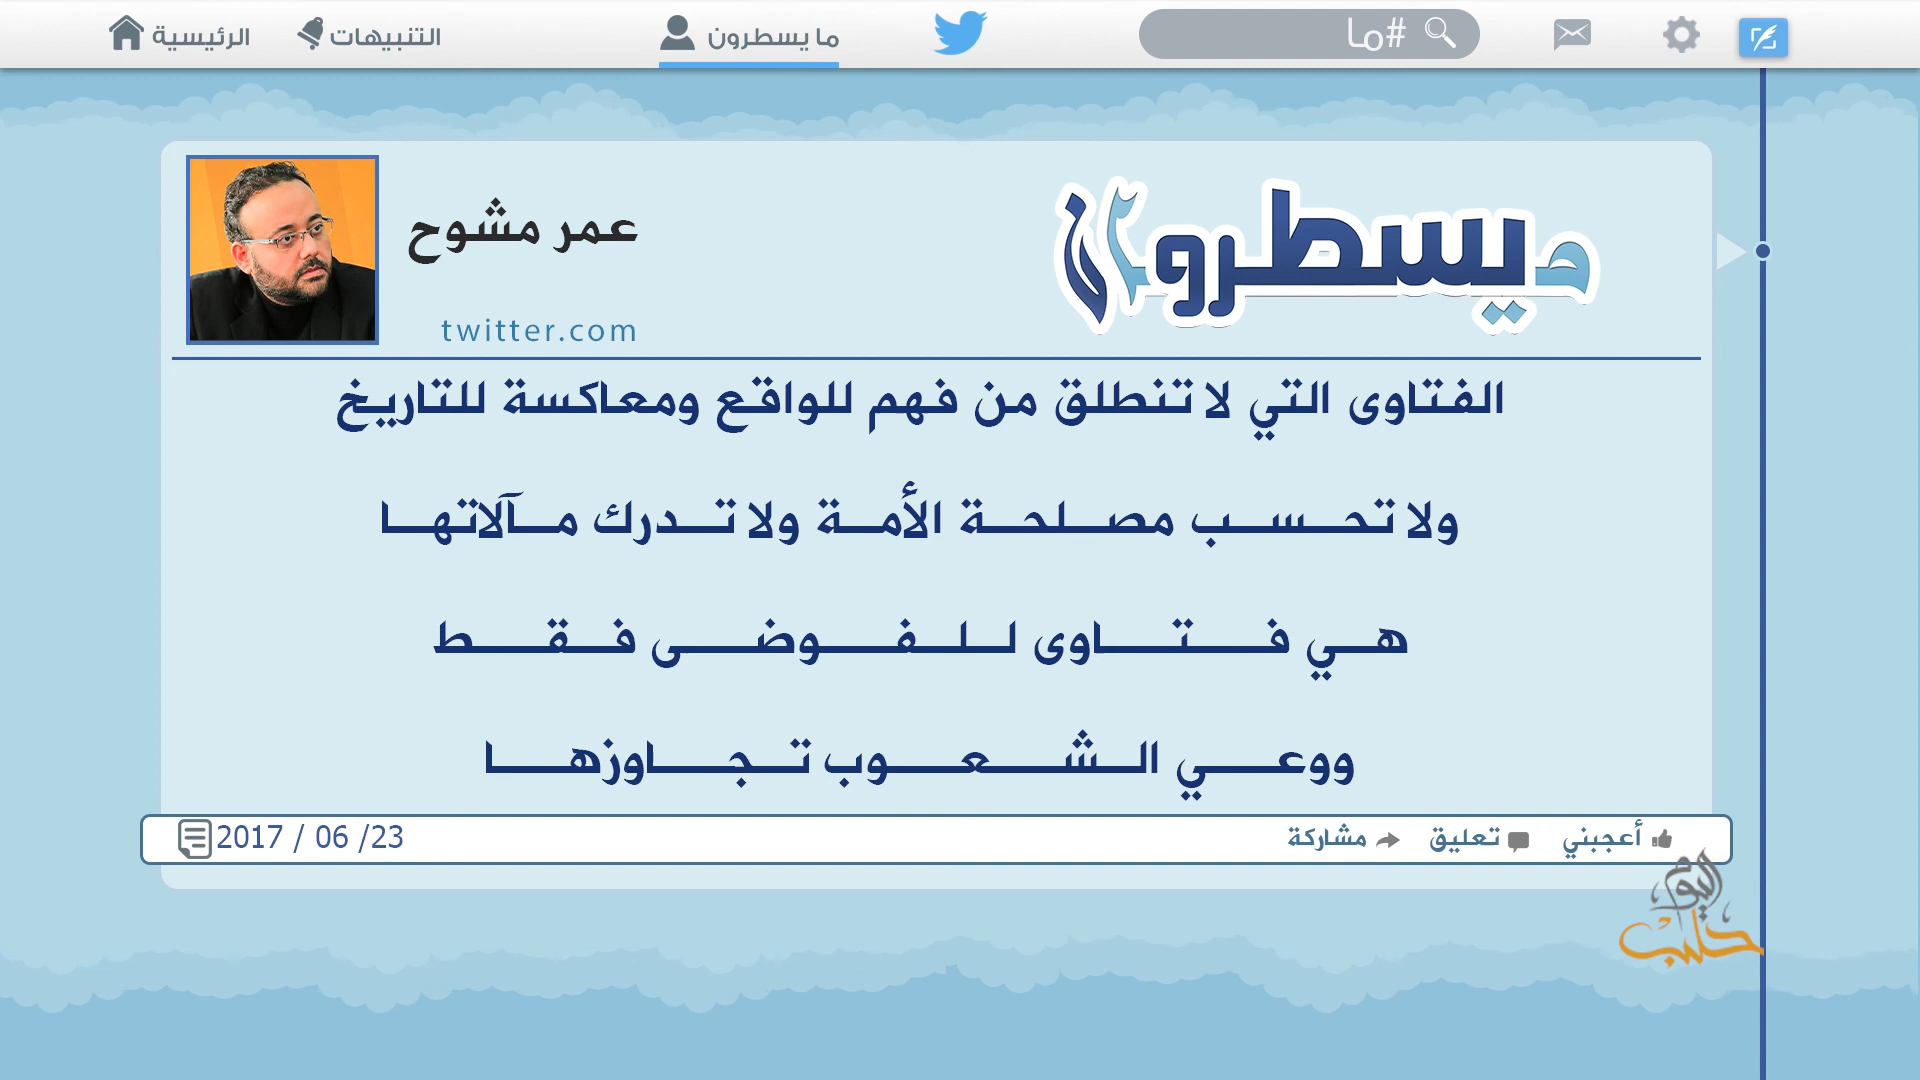 الرئيسية
التنبيهات
ما يسطرون
#ما
عمر مشوح
twitter.com
ما يسطرون
الفتاوى التي لا تنطلق من فهم للواقع ومعاكسة للتاريخ
ولا تحسب مصلحة الأمة ولا تدرك مآلاتها
هي فتاوى للفوضى فقط
ووعي الشعوب تجاوزها
أعجبني
تعليق
مشاركة
2017 / 06 /23
حلب اليوم